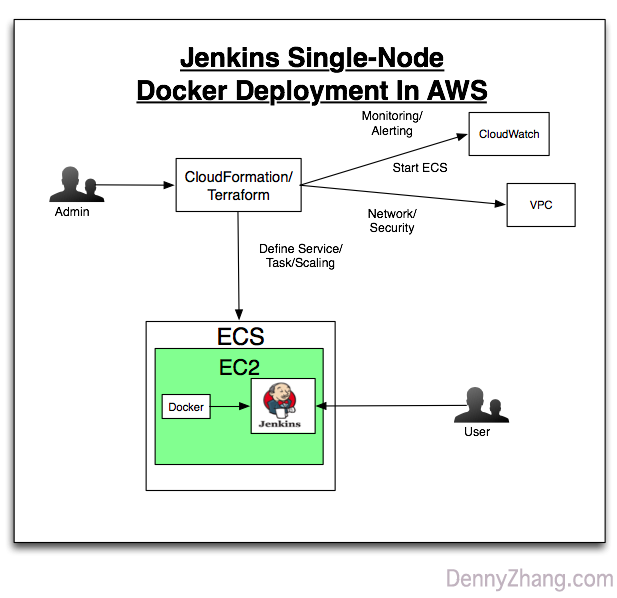 Jenkins Single-Node
Docker Deployment In AWS
Monitoring/
Alerting
CloudWatch
Start ECS
CloudFormation/
Terraform
Admin
VPC
Network/
Security
Define Service/
Task/Scaling
ECS
EC2
Docker
Jenkins
User
DennyZhang.com